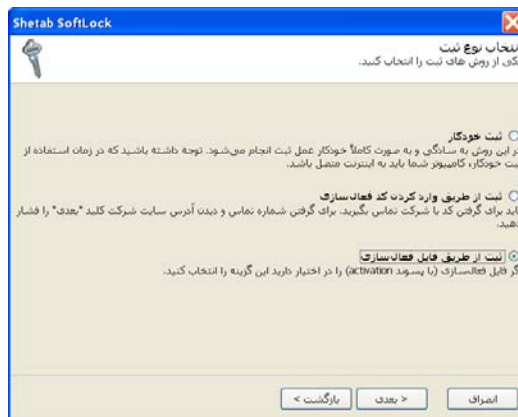 Shetab SoftLock
نتخاب نوع ثبت
یکی از روش های ثبت را انتخاب کنید.
ثبت خودکار
در این روش به سادگی و به صورت کاملاً خودکار عمل ثبت انجام می‌شود. توجه داشته باشید که در زمان استفاده از
ثبت خودکار، کامپیوتر شما باید به اینترنت متصل باشد.
ثبت از طریق وارد کردن کد فعال‌سازی
باید برای گرفتن کد با شرکت تماس بگیرید. برای گرفتن شماره تماس و دیدن آدرس سایت شرکت کلید "بعدی" را فشار
دهید.
ثبت از طریق فایل فعال‌سازی
گر فایل فعال‌سازی (با پسوند activation) را در اختیار دارید این گزینه را انتخاب کنید.
بازگشت >
< بعدی
انصراف